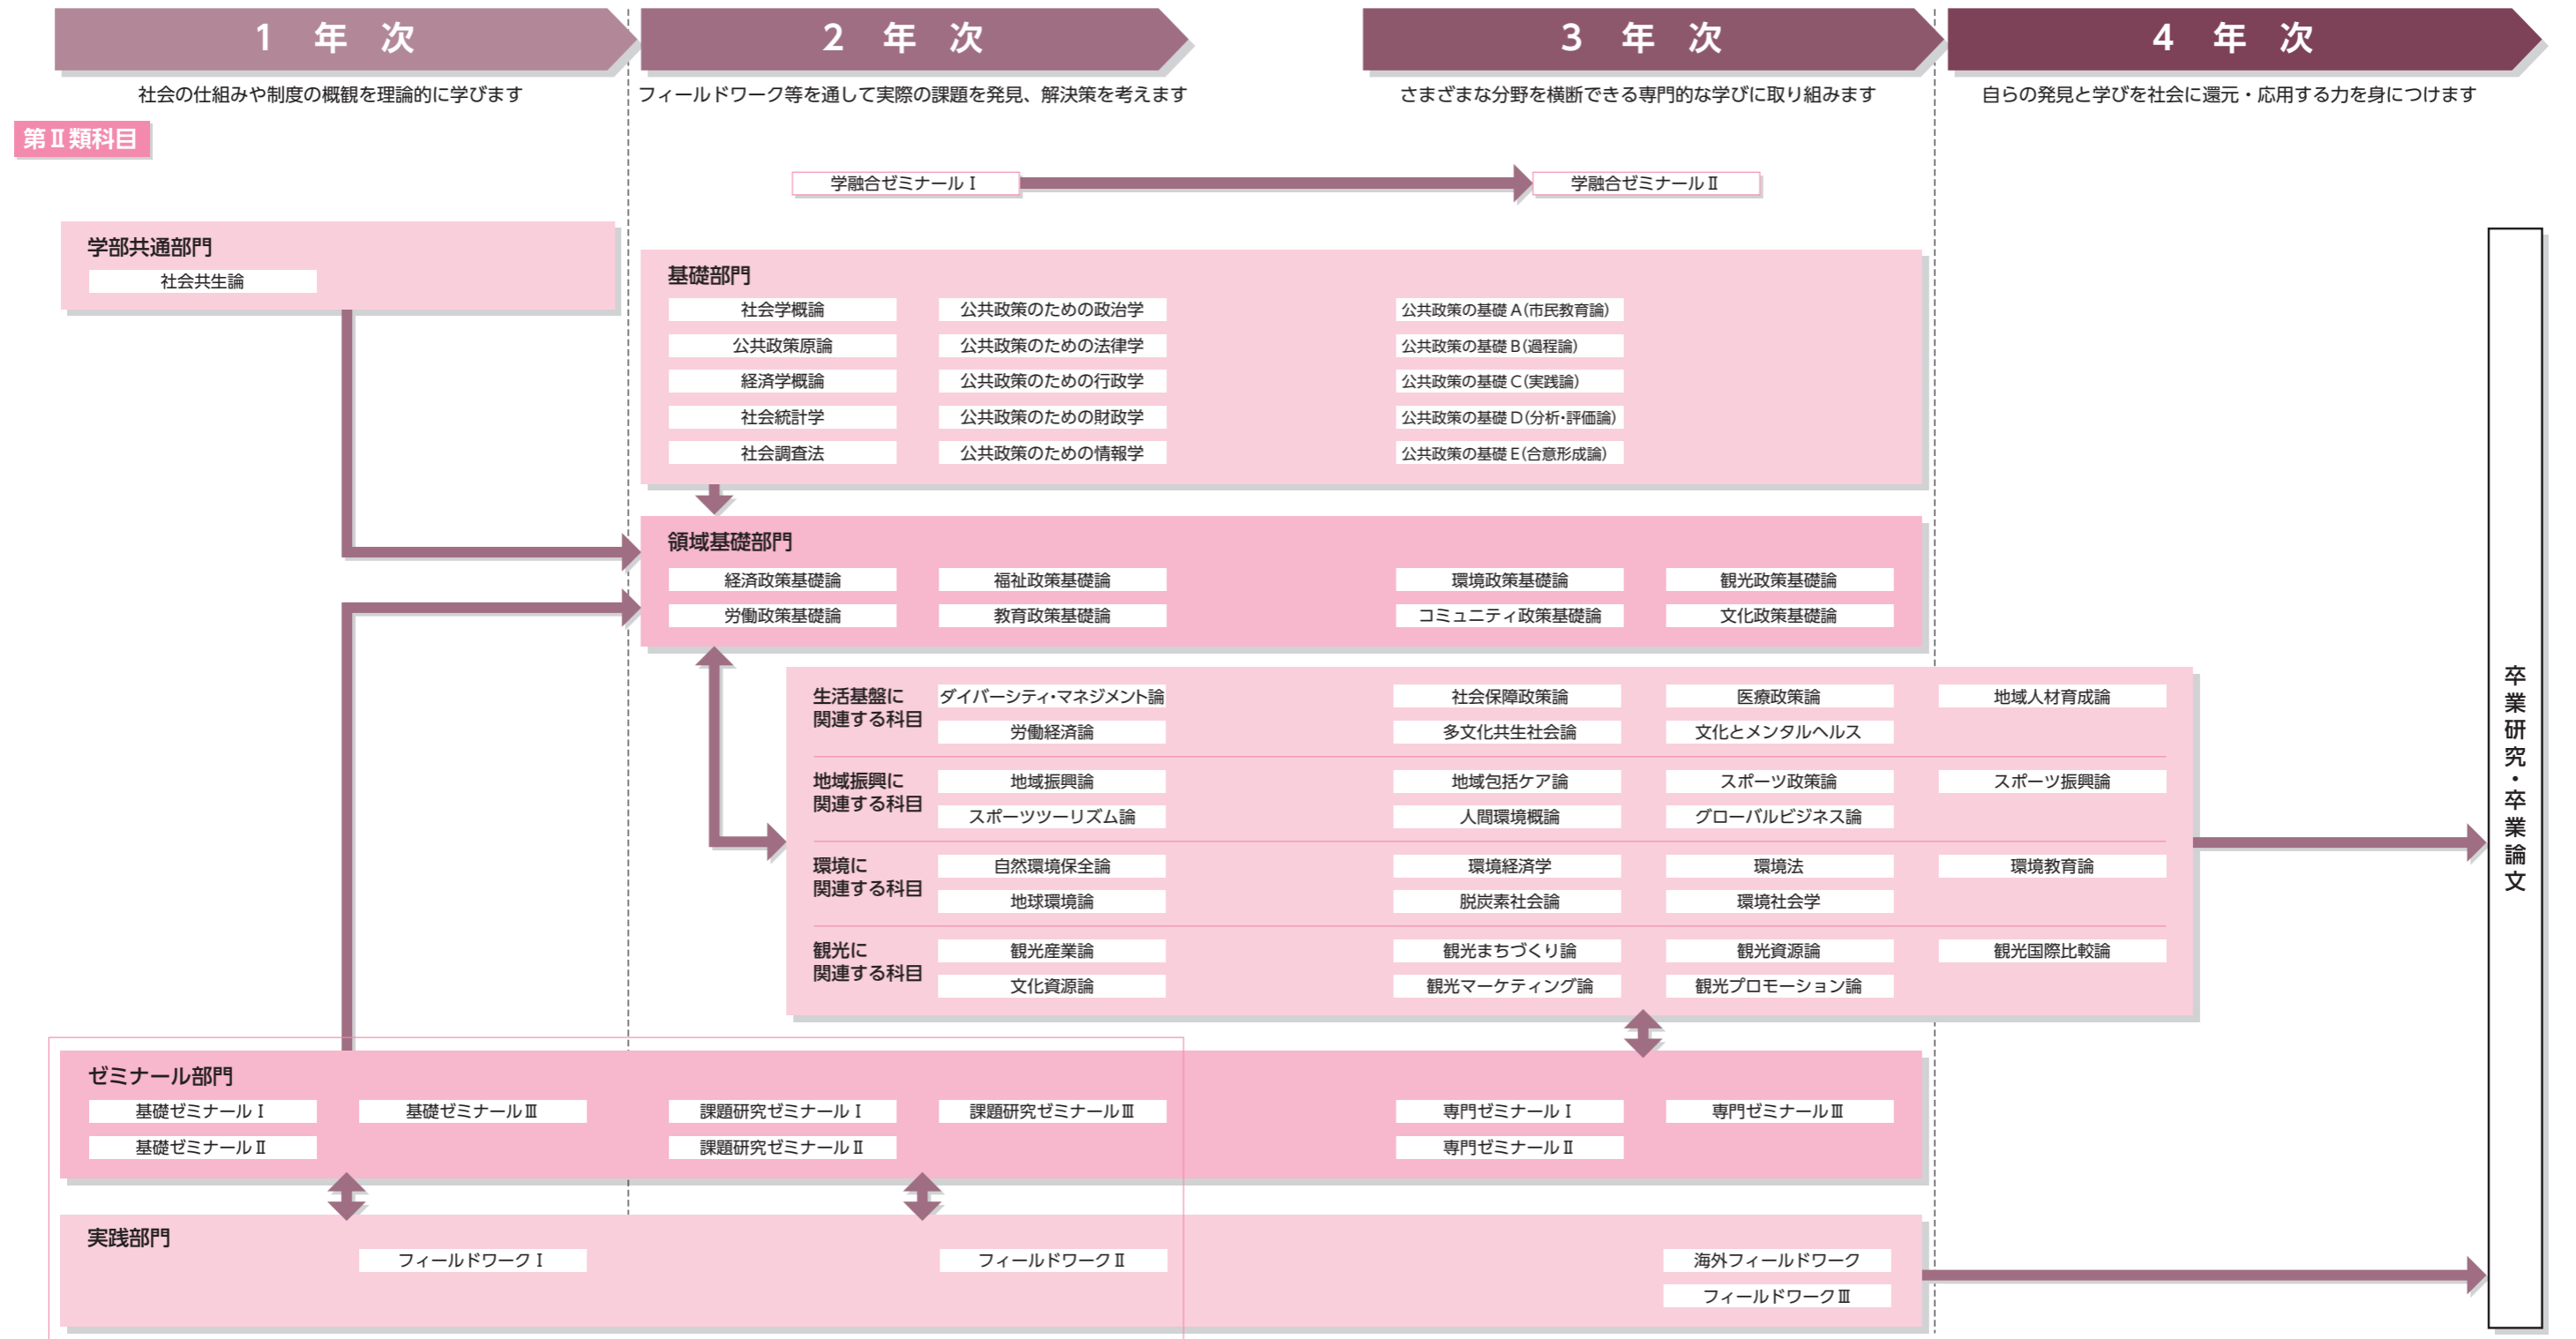 1 年 次
2 年 次
3 年 次
4 年 次
社会の仕組みや制度の概観を理論的に学びます
フィールドワーク等を通して実際の課題を発見、解決策を考えます
さまざまな分野を横断できる専門的な学びに取り組みます
自らの発見と学びを社会に還元・応用する力を身につけます
第Ⅱ類科目
学融合ゼミナールⅠ
学融合ゼミナールⅡ
学部共通部門
社会共生論
基礎部門
社会学概論
公共政策のための政治学
公共政策の基礎A(市民教育論)
公共政策原論
公共政策のための法律学
公共政策の基礎B(過程論)
経済学概論
公共政策のための行政学
公共政策の基礎C(実践論)
社会統計学
公共政策のための財政学
公共政策の基礎D(分析・評価論)
社会調査法
公共政策のための情報学
公共政策の基礎E(合意形成論)
領域基礎部門
経済政策基礎論
福祉政策基礎論
環境政策基礎論
観光政策基礎論
労働政策基礎論
教育政策基礎論
コミュニティ政策基礎論
文化政策基礎論
生活基盤に
関連する科目
ダイバーシティ・マネジメント論
社会保障政策論
医療政策論
地域人材育成論
労働経済論
多文化共生社会論
文化とメンタルヘルス
地域振興に
関連する科目
地域振興論
地域包括ケア論
スポーツ政策論
スポーツ振興論
スポーツツーリズム論
人間環境概論
グローバルビジネス論
環境に
関連する科目
自然環境保全論
環境経済学
環境法
環境教育論
地球環境論
脱炭素社会論
環境社会学
観光に
関連する科目
観光産業論
観光まちづくり論
観光資源論
観光国際比較論
文化資源論
観光マーケティング論
観光プロモーション論
卒業研究・卒業論文
ゼミナール部門
基礎ゼミナールⅠ
基礎ゼミナールⅢ
課題研究ゼミナールⅠ
課題研究ゼミナールⅢ
専門ゼミナールⅠ
専門ゼミナールⅢ
基礎ゼミナールⅡ
課題研究ゼミナールⅡ
専門ゼミナールⅡ
実践部門
フィールドワークⅠ
フィールドワークⅡ
海外フィールドワーク
フィールドワークⅢ